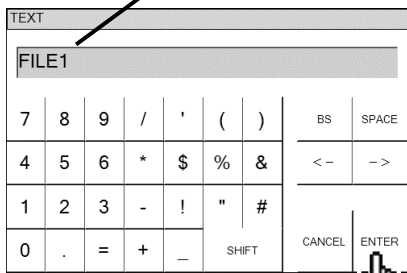 TEXT
FILE1
7 8 9 / ' ( ) BS SPACE
4 5 6 * $ % & <- ->
1 2 3 - ! " #
0 . = + _ SHIFT CANCEL ENTER